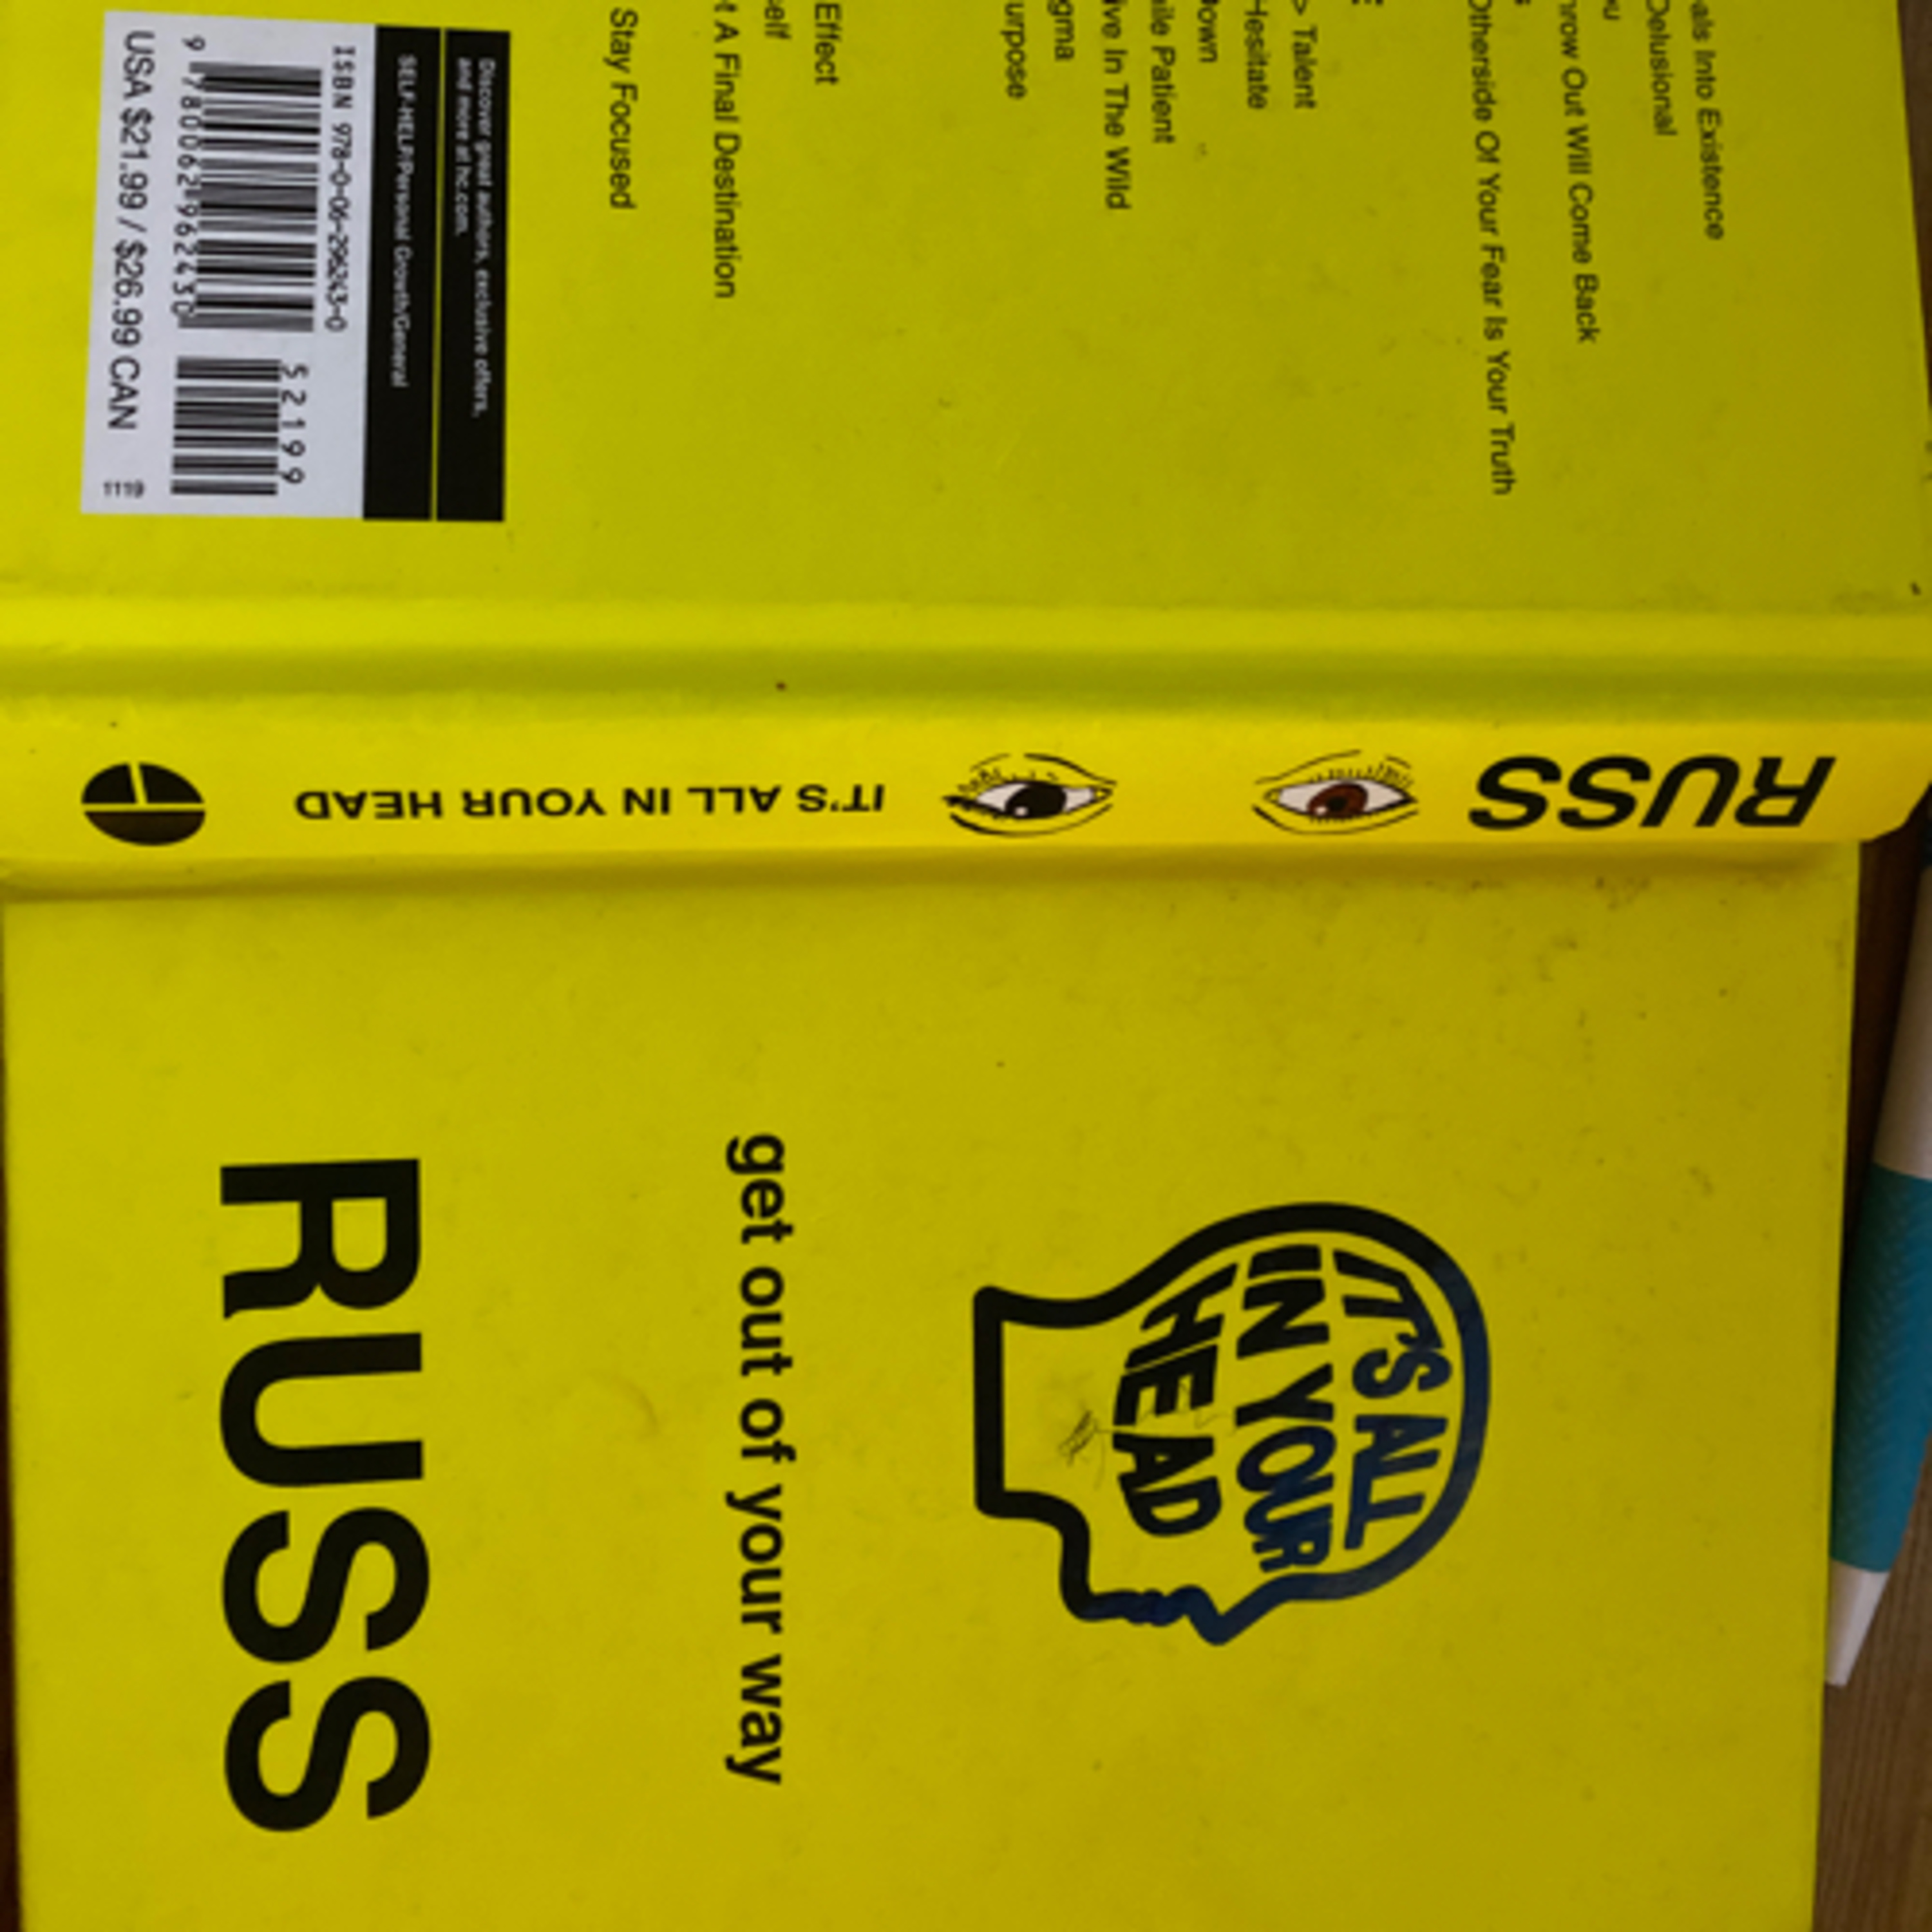 als Into Existence
Delusional
u
hrow Out Will Come Back
Otherside Of Your Fear Is Your Truth
> Talent
Hesitate
Down
ile Patient
ive In The Wild
gma
urpose
Effect
elf
t A Final Destination
Stay Focused
Discover great authors, exclusive offers,
and more at hc.com.
SELF-HELP/Personal Growth/General
ISBN 978-0-06-296243-0
52199
9 780062 962430
USA $21.99 / $26.99 CAN
1119
RUSS
IT'S ALL IN YOUR HEAD
IT'S ALL
IN YOUR
HEAD
get out of your way
RUSS